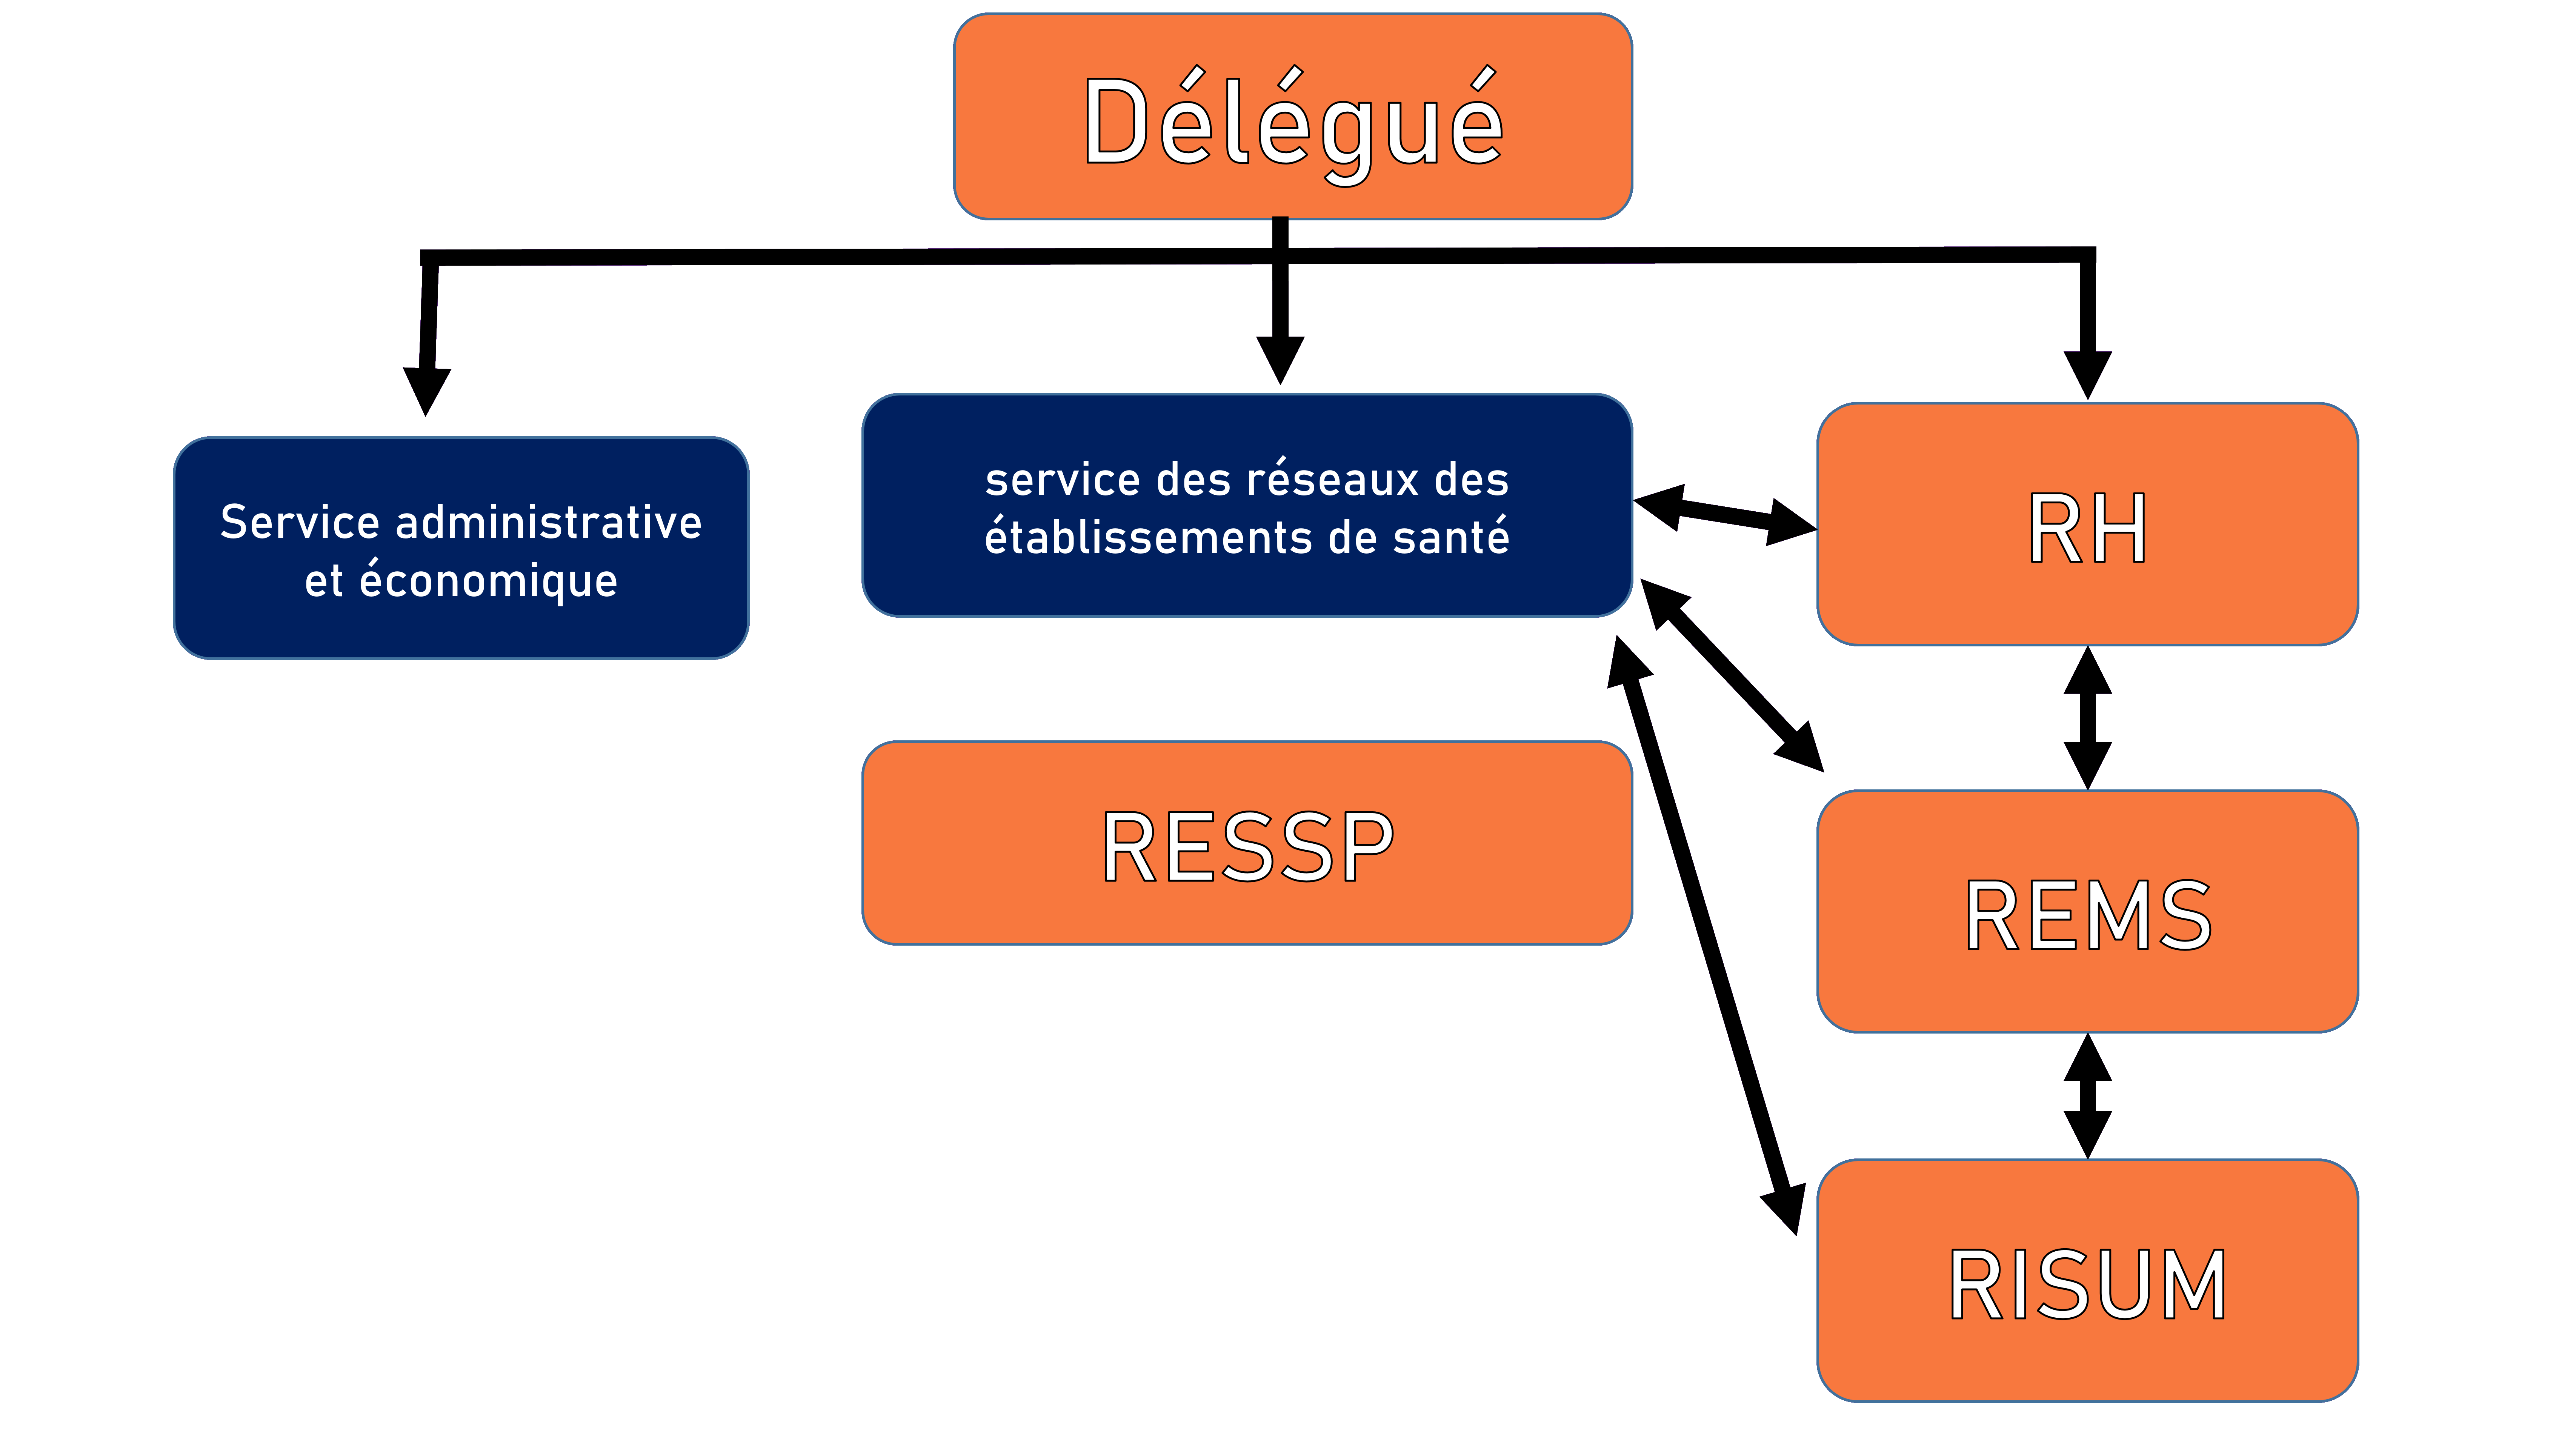 Délégué
Service administrative
et économique
service des réseaux des
établissements de santé
RH
RESSP
REMS
RISUM